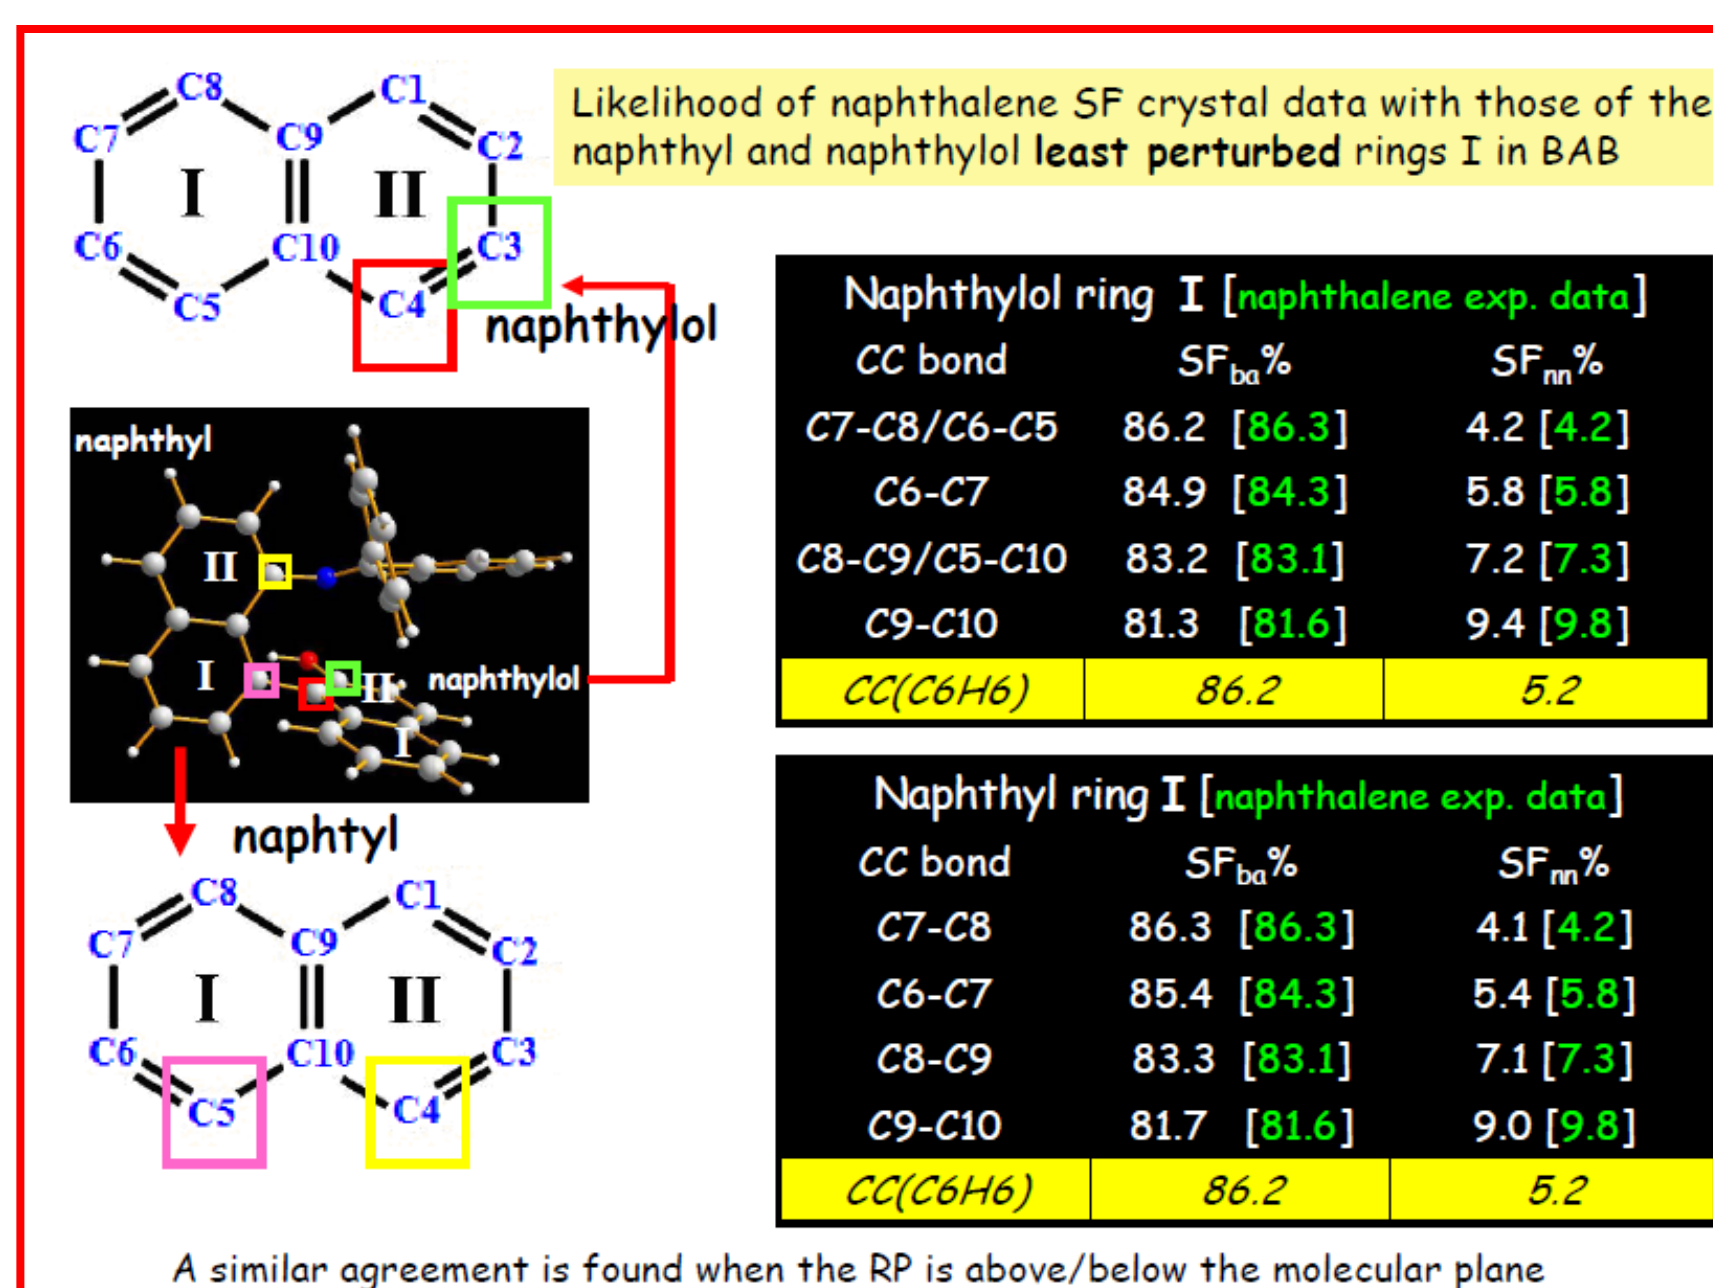 Likelihood of naphthalene SF crystal data with those of the
naphthyl and naphthylol least perturbed rings I in BAB
C8 C1
C7 C9 C2
I II
C6 C10 C3
C5 C4
naphthylol
naphthyl
II
I
II
naphthylol
I
naphtyl
C8 C1
C7 C9 C2
I II
C6 C10 C3
C5 C4
Naphthylol ring I [naphthalene exp. data]
CC bond SFba% SFnn%
C7-C8/C6-C5 86.2 [86.3] 4.2 [4.2]
C6-C7 84.9 [84.3] 5.8 [5.8]
C8-C9/C5-C10 83.2 [83.1] 7.2 [7.3]
C9-C10 81.3 [81.6] 9.4 [9.8]
CC(C6H6) 86.2 5.2
Naphthyl ring I [naphthalene exp. data]
CC bond SFba% SFnn%
C7-C8 86.3 [86.3] 4.1 [4.2]
C6-C7 85.4 [84.3] 5.4 [5.8]
C8-C9 83.3 [83.1] 7.1 [7.3]
C9-C10 81.7 [81.6] 9.0 [9.8]
CC(C6H6) 86.2 5.2
A similar agreement is found when the RP is above/below the molecular plane